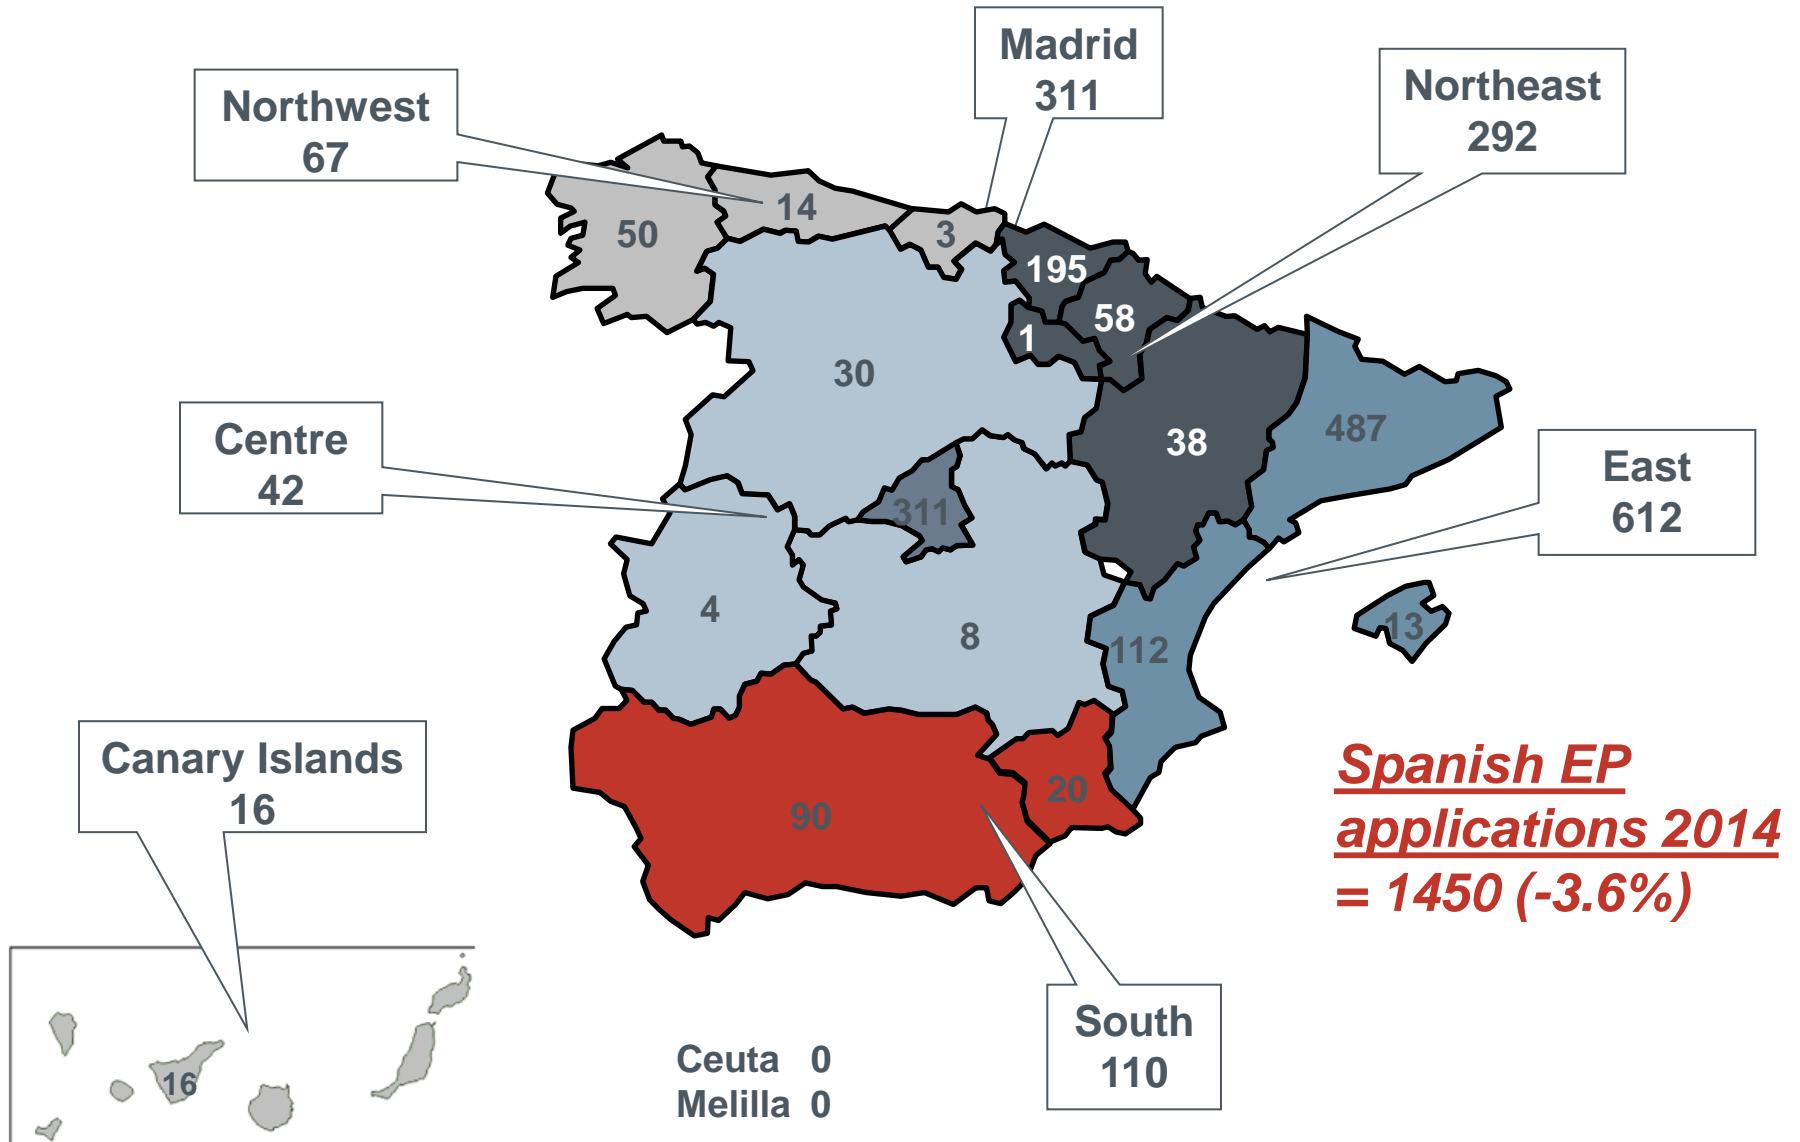 Madrid
311
Northwest
67
Northeast
292
14
50
3
195
58
1
30
38
487
Centre
42
East
612
311
4
8
112
13
Canary Islands
16
90
20
Spanish EP
applications 2014
= 1450 (-3.6%)
South
110
16
Ceuta 0
Melilla 0